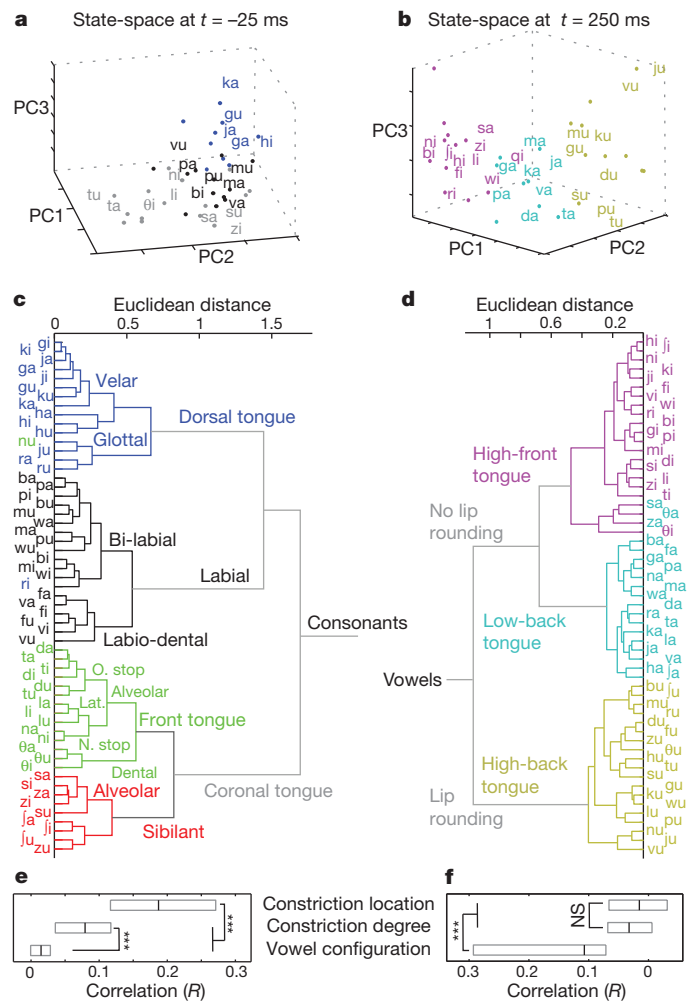 a State-space at t = –25 ms
ka
PC3
gu
ja
vu
ga hi
pa
ni
pu mu
tu
li
bi ma
ta θi
va
sa su
zi
PC1
PC2
b State-space at t = 250 ms
ju
vu
PC3
sa
ni
zi
ma
mu ku
bi ʃi
hi li
qi
gu
fi
ga
ja
ka
du
ri
wi
pa
va
su
da
ta
pu
tu
PC1
PC2
c Euclidean distance
0 0.5 1 1.5
gi
ki
ja
ga
ji
gu
ku
ka
ha
hi
hu
nu
ju
ra
ru
Velar
Glottal
Dorsal tongue
ba
pa
pi
bu
mu
wa
ma
pu
wu
bi
mi
wi
ri
fa
va
fi
fu
vi
vu
Bi-labial
Labial
Labio-dental
Consonants
da
ta
ti
di
du
tu
la
li
lu
na
ni
θa
θu
θi
O. stop
Alveolar
Lat.
Front tongue
N. stop
Dental
Coronal tongue
sa
si
za
zi
su
ʃa
ʃi
ʃu
zu
Alveolar
Sibilant
d Euclidean distance
1 0.6 0.2
hi
ʃi
ni
ki
ji
fi
vi
wi
ri
bi
gi
pi
mi
di
si
li
zi
ti
sa
θa
za
θi
High-front
tongue
No lip
rounding
ba
fa
ga
pa
na
ma
wa
da
ra
ta
ka
la
ja
va
ha
ʃa
Low-back
tongue
Vowels
bu
ʃu
mu
ru
du
fu
zu
θu
hu
tu
su
gu
ku
wu
lu
pu
nu
ju
vu
High-back
tongue
Lip
rounding
e
***
***
0 0.1 0.2 0.3
Correlation (R)
Constriction location
Constriction degree
Vowel configuration
f
***
NS
0.3 0.1 0
Correlation (R)